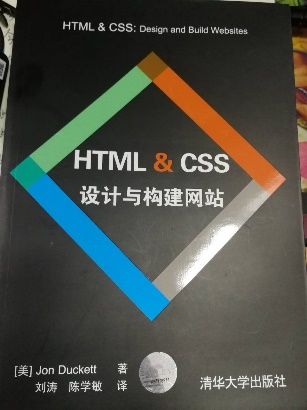 HTML & CSS: Design and Build Websites
HTML & CSS
设计与构建网站
[美] Jon Duckett 著
刘涛 陈学敏 译
清华大学出版社